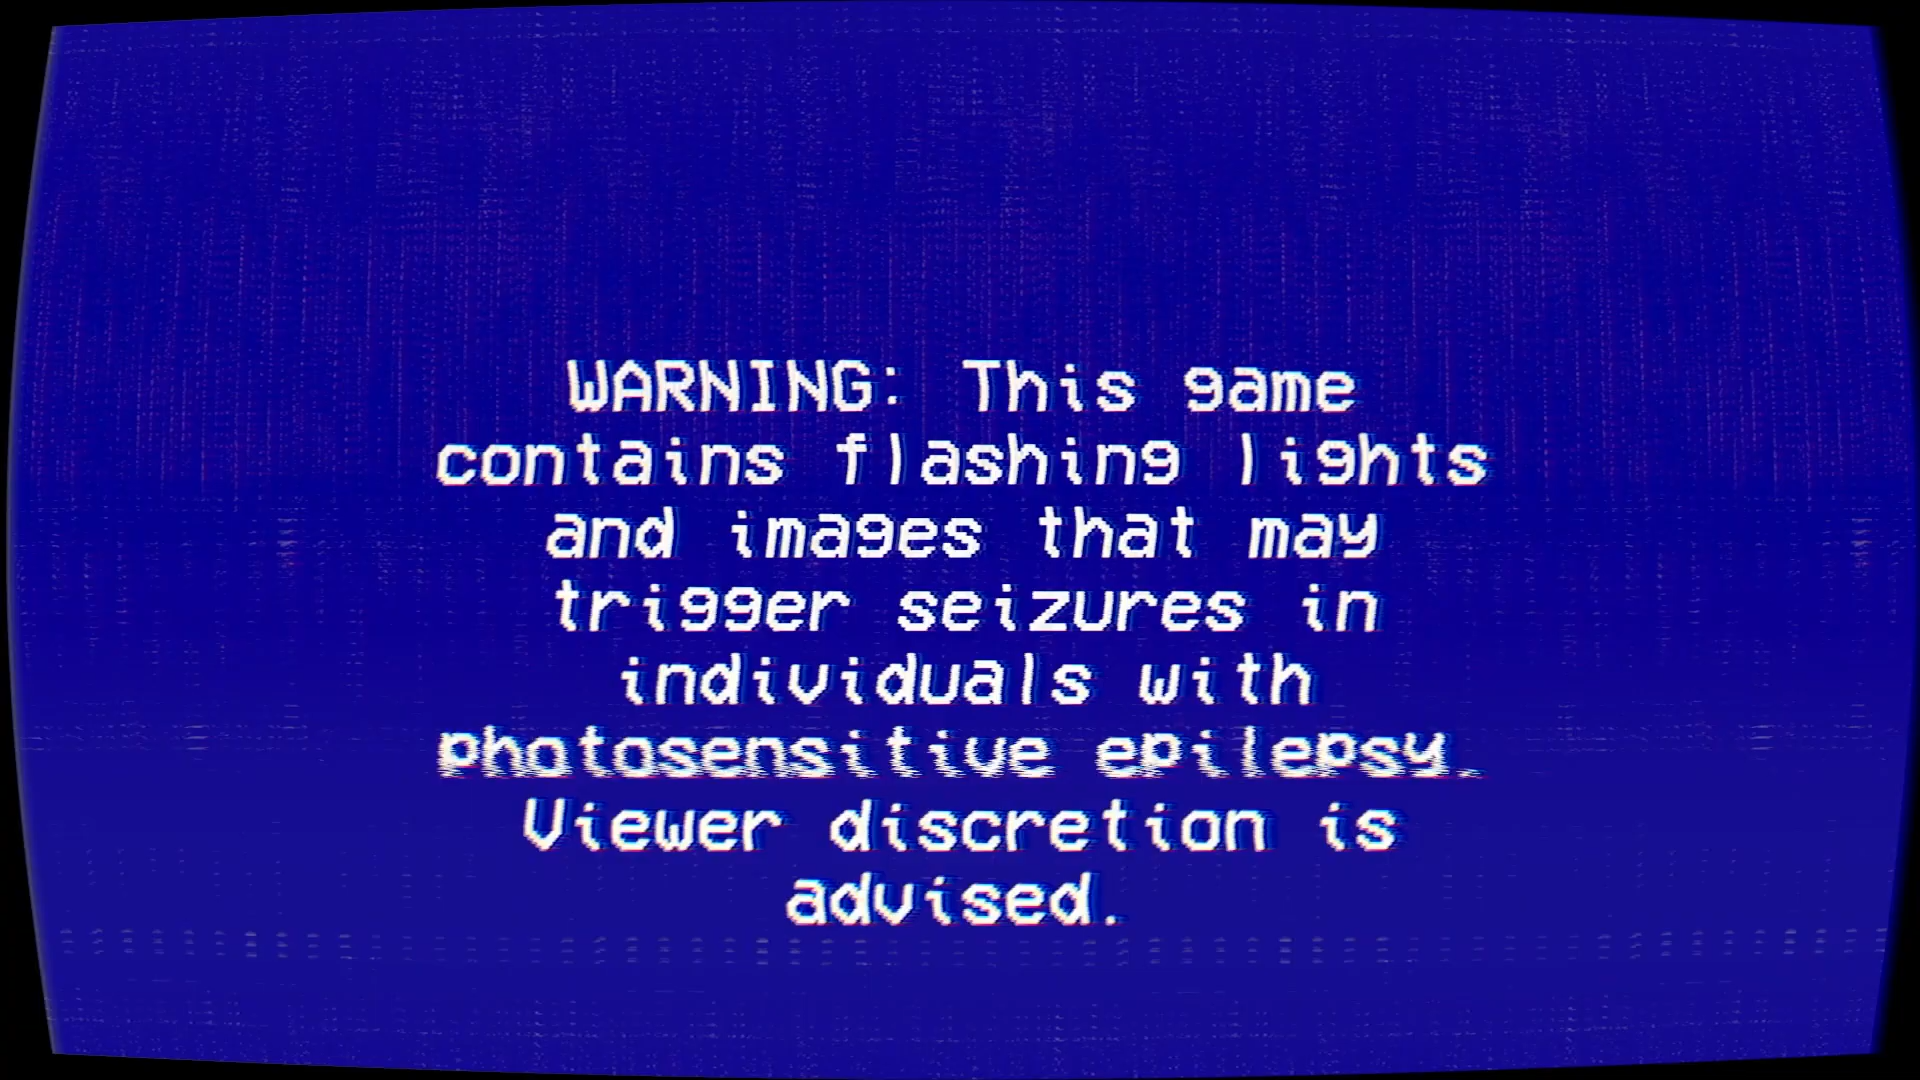 WARNING: This game
contains flashing lights
and images that may
trigger seizures in
individuals with
photosensitive epilepsy.
Viewer discretion is
advised.